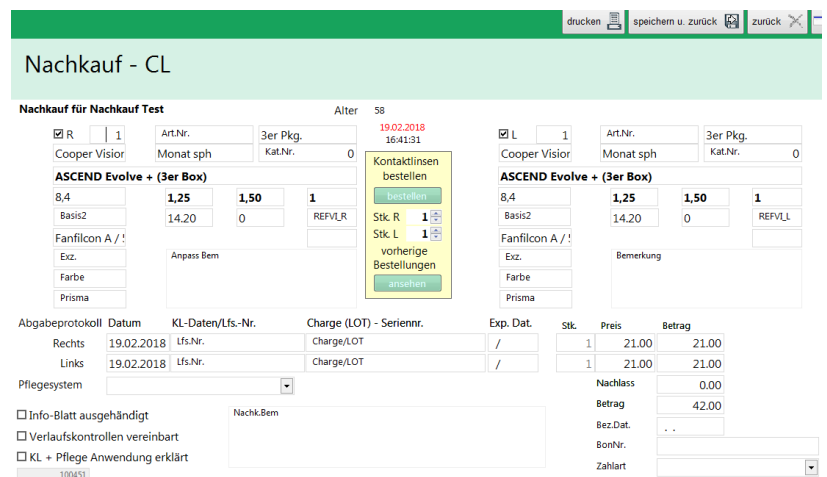 drucken speichern u. zurück zurück
Nachkauf - CL
Nachkauf für Nachkauf Test Alter 58
R 1 Art.Nr. 3er Pkg. 19.02.2018 L 1 Art.Nr. 3er Pkg.
16:41:31
Cooper Vision Monat sph Kat.Nr. 0 Cooper Vision Monat sph Kat.Nr. 0
Kontaktlinsen
bestellen
ASCEND Evolve + (3er Box) ASCEND Evolve + (3er Box)
8,4 1,25 1,50 1 bestellen 8,4 1,25 1,50 1
Basis2 14.20 0 REFVI_R Stk. R 1 Basis2 14.20 0 REFVI_L
Fanfilcon A / Stk. L 1 Fanfilcon A /
Exz. Anpass Bem vorherige Exz. Bemerkung
Bestellungen
Farbe ansehen Farbe
Prisma Prisma
Abgabeprotokoll Datum KL-Daten/Lfs.-Nr. Charge (LOT) - Seriennr. Exp. Dat. Stk. Preis Betrag
Rechts 19.02.2018 Lfs.Nr. Charge/LOT / 1 21.00 21.00
Links 19.02.2018 Lfs.Nr. Charge/LOT / 1 21.00 21.00
Pflegesystem Nachlass 0.00
Betrag 42.00
Info-Blatt ausgehändigt Nachk.Bem Bez.Dat. . .
Verlaufskontrollen vereinbart BonNr.
KL + Pflege Anwendung erklärt Zahlart
100451